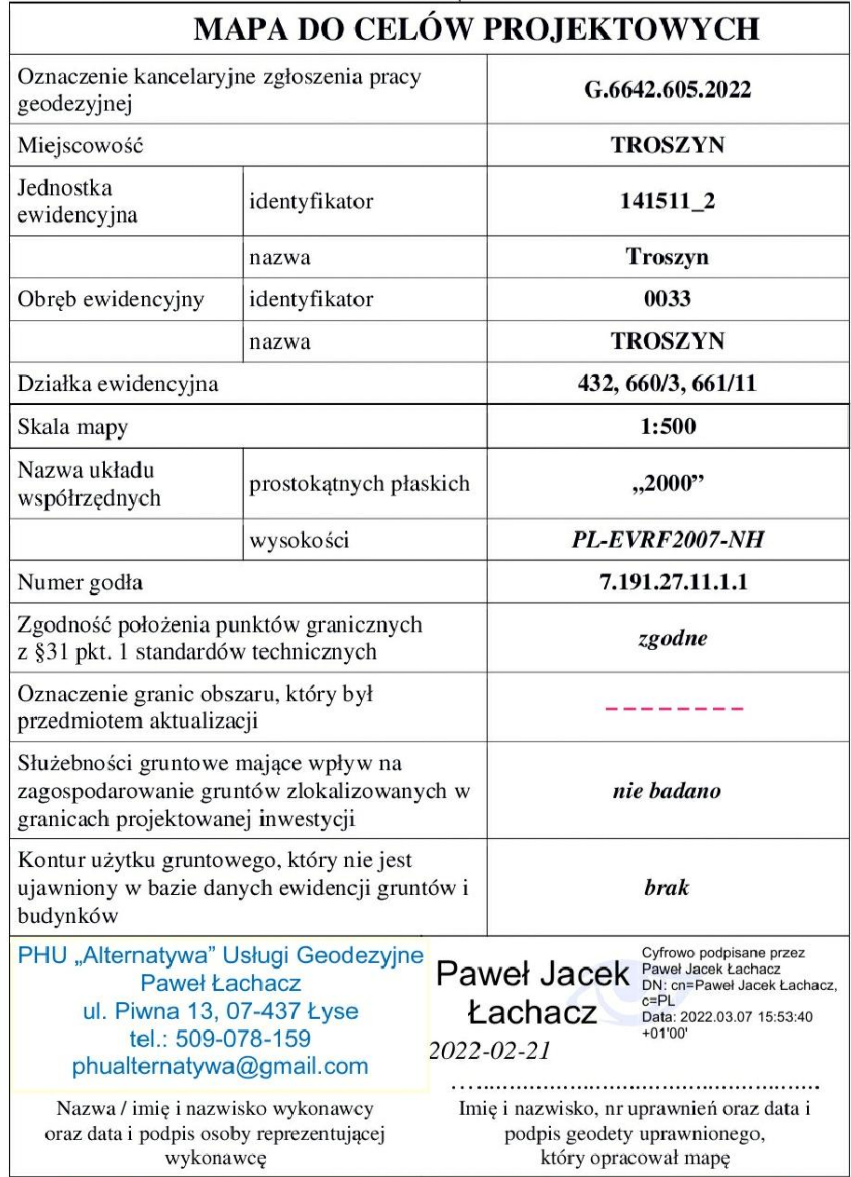 MAPA DO CELÓW PROJEKTOWYCH
Oznaczenie kancelaryjne zgłoszenia pracy
geodezyjnej
G.6642.605.2022
Miejscowość
TROSZYN
Jednostka
ewidencyjna
identyfikator
141511_2
nazwa
Troszyn
Obręb ewidencyjny
identyfikator
0033
nazwa
TROSZYN
Działka ewidencyjna
432, 660/3, 661/11
Skala mapy
1:500
Nazwa układu
współrzędnych
prostokątnych płaskich
„2000”
wysokości
PL-EVRF2007-NH
Numer godła
7.191.27.11.1.1
Zgodność położenia punktów granicznych
z §31 pkt. 1 standardów technicznych
zgodne
Oznaczenie granic obszaru, który był
przedmiotem aktualizacji
Służebności gruntowe mające wpływ na
zagospodarowanie gruntów zlokalizowanych w
granicach projektowanej inwestycji
nie badano
Kontur użytku gruntowego, który nie jest
ujawniony w bazie danych ewidencji gruntów i
budynków
brak
PHU „Alternatywa” Usługi Geodezyjne
Paweł Łachacz
ul. Piwna 13, 07-437 Łyse
tel.: 509-078-159
phualternatywa@gmail.com
Nazwa / imię i nazwisko wykonawcy
oraz data i podpis osoby reprezentującej
wykonawcę
Paweł Jacek
Łachacz
Cyfrowo podpisane przez
Paweł Jacek Łachacz
DN: cn=Paweł Jacek Łachacz,
c=PL
Data: 2022.03.07 15:53:40
+01'00'
2022-02-21
Imię i nazwisko, nr uprawnień oraz data i
podpis geodety uprawnionego,
który opracował mapę